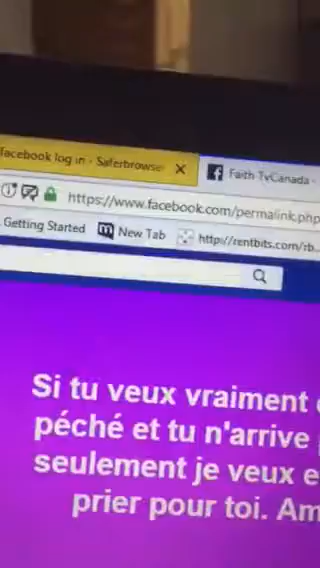 facebook log in - Saferbrowse
Faith TvCanada -
https://www.facebook.com/permalink.php
Getting Started New Tab http://rentbits.com/rb...
Si tu veux vraiment
péché et tu n'arrive
seulement je veux
prier pour toi. Am